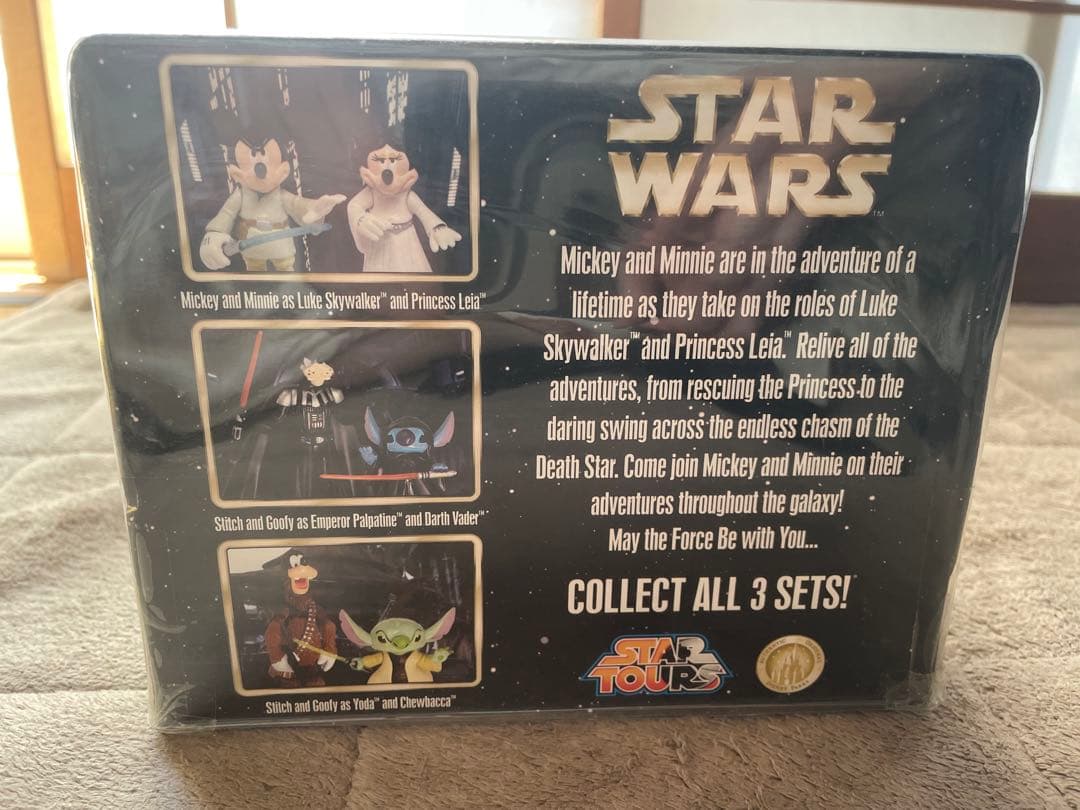 STAR
WARS
TM
Mickey and Minnie as Luke Skywalker™ and Princess Leia™
Mickey and Minnie are in the adventure of a
lifetime as they take on the roles of Luke
Skywalker™ and Princess Leia.™ Relive all of the
adventures, from rescuing the Princess to the
daring swing across the endless chasm of the
Death Star. Come join Mickey and Minnie on their
adventures throughout the galaxy!
May the Force Be with You...
Stitch and Goofy as Emperor Palpatine™ and Darth Vader™
COLLECT ALL 3 SETS!
STAR
TOURS
Stitch and Goofy as Yoda™ and Chewbacca™